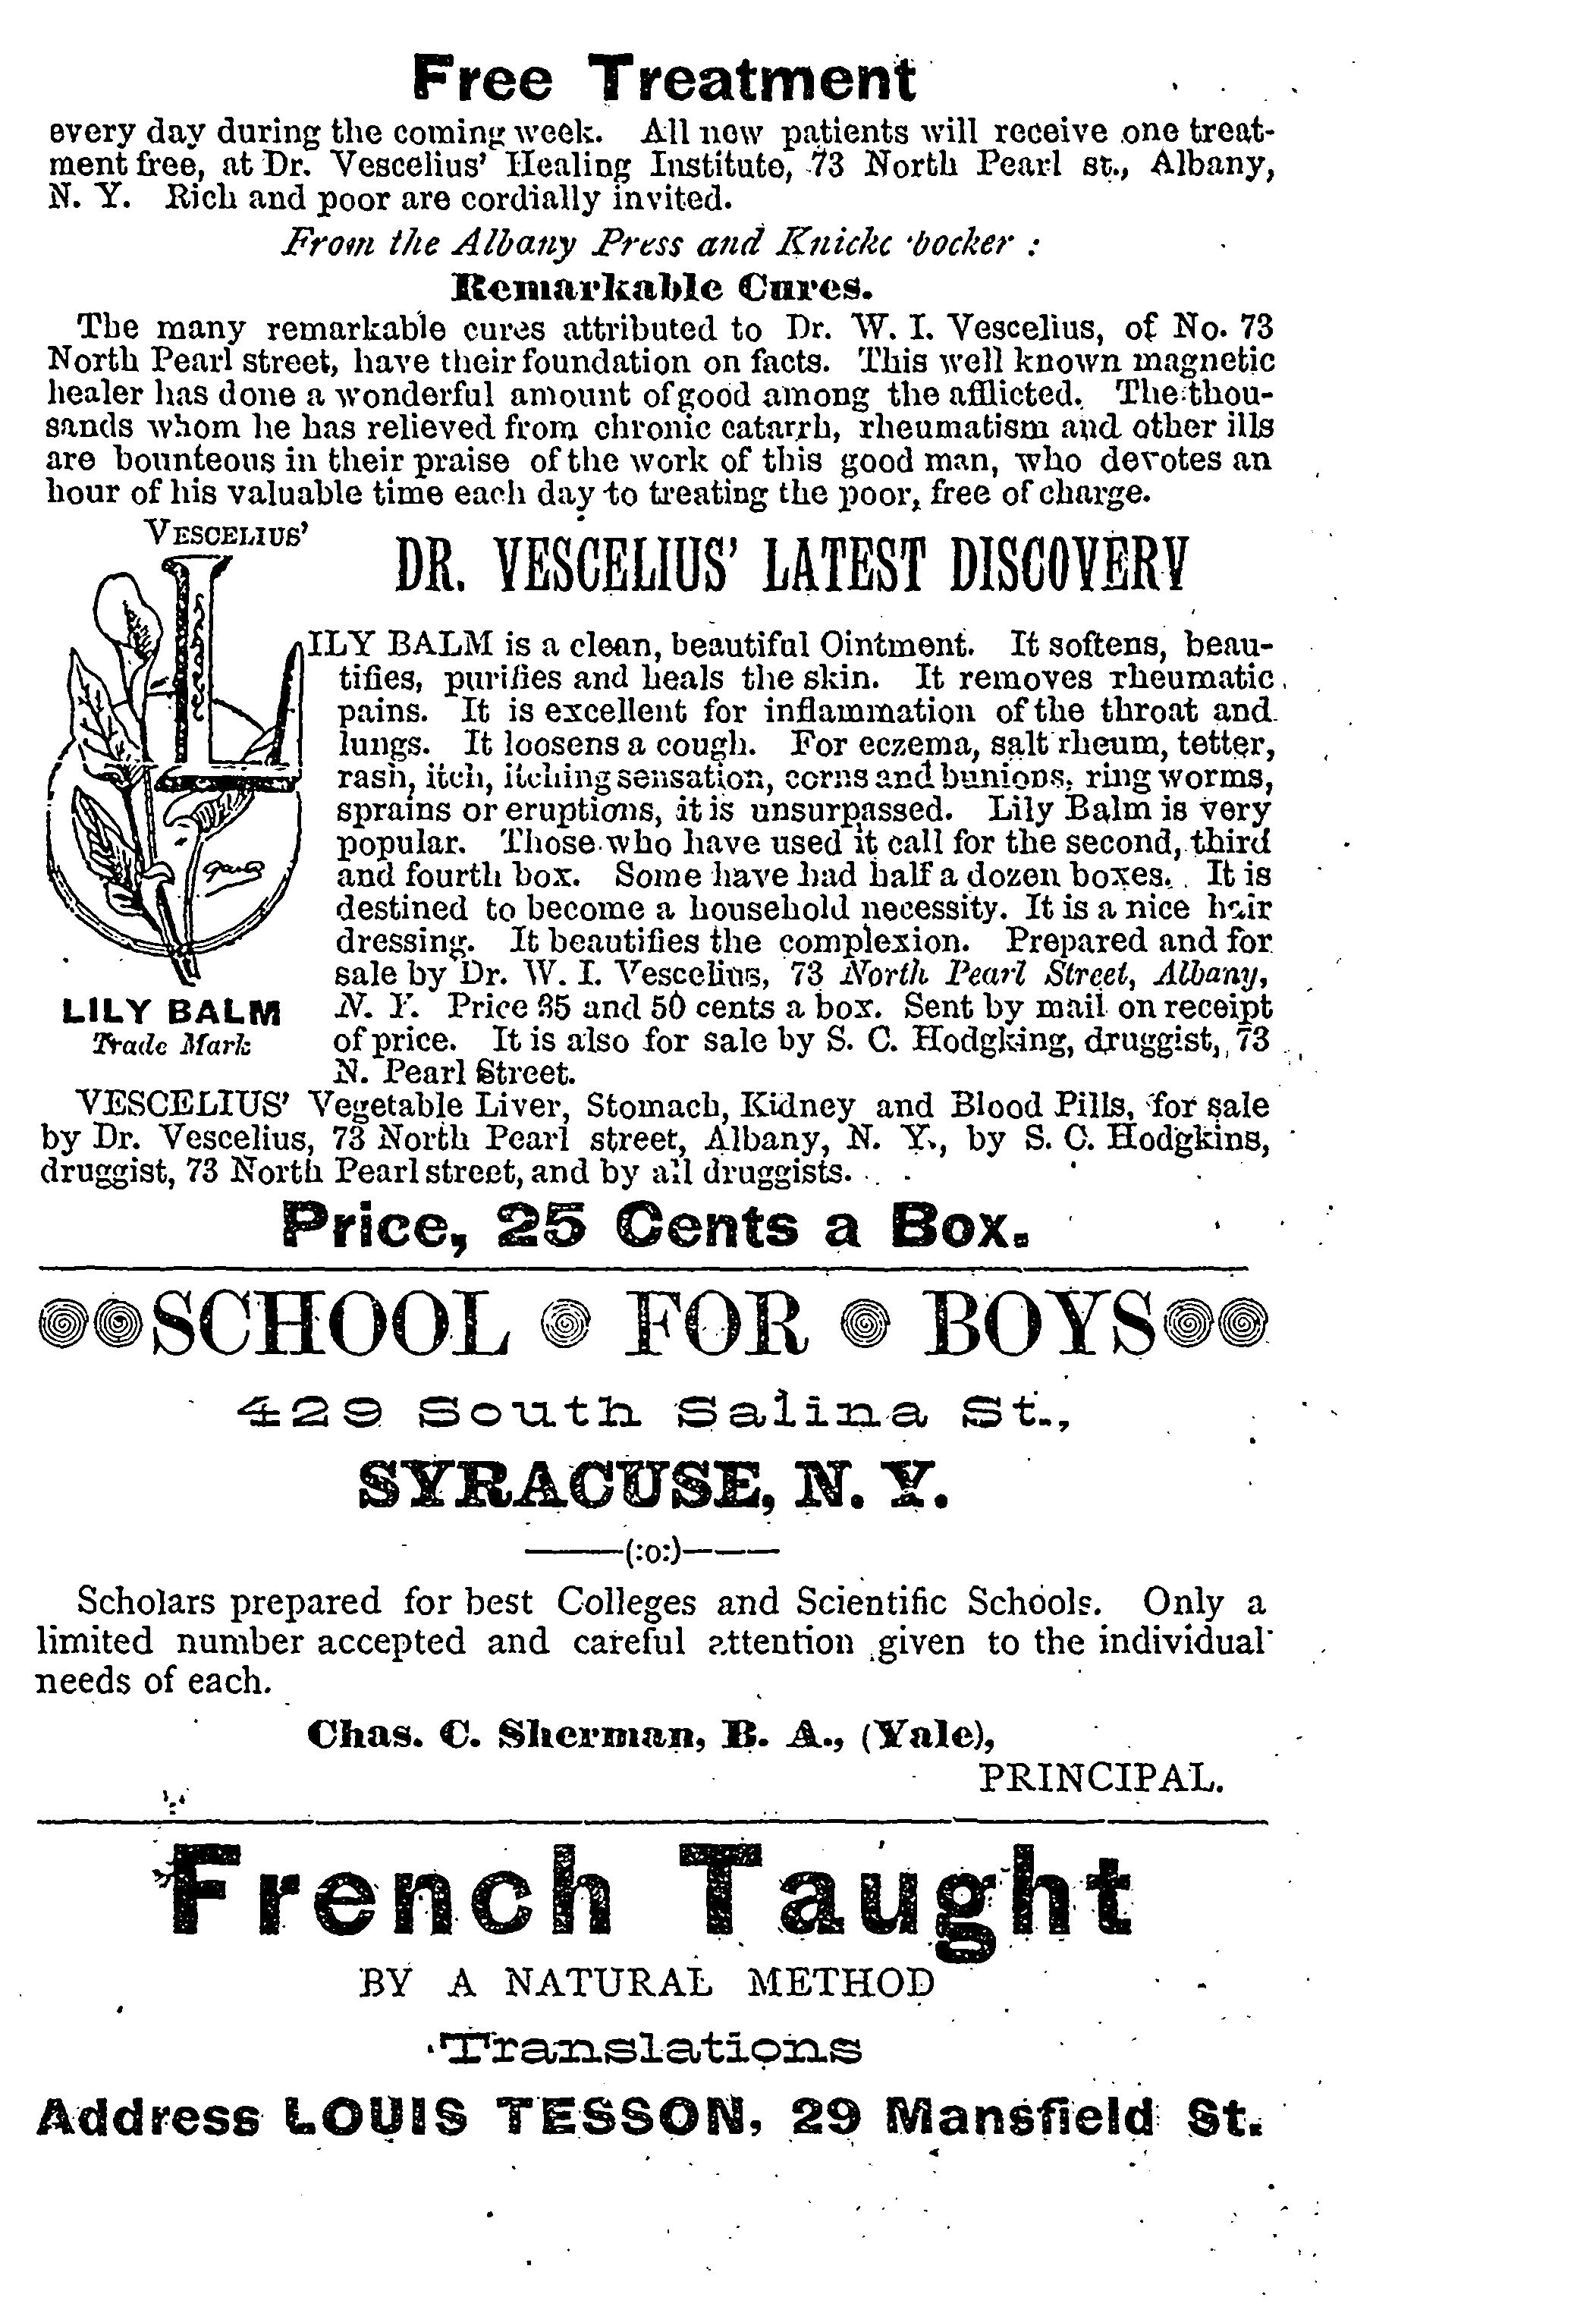 Free Treatment
every day during the coming week. All new patients will receive one treat-
ment free, at Dr. Vescelius' Healing Institute, 73 North Pearl st., Albany,
N. Y. Rich and poor are cordially invited.
From the Albany Press and Knicke bocker :
Remarkable Cures.
The many remarkable cures attributed to Dr. W. I. Vescelius, of No. 73
North Pearl street, have their foundation on facts. This well known magnetic
healer has done a wonderful amount of good among the afflicted. The thou-
sands whom he has relieved from chronic catarrh, rheumatism and other ills
are bounteous in their praise of the work of this good man, who devotes an
hour of his valuable time each day to treating the poor, free of charge.
VESCELIUS'
DR. VESCELIUS' LATEST DISCOVERY
LILY BALM is a clean, beautiful Ointment. It softens, beau-
tifies, purifies and heals the skin. It removes rheumatic
pains. It is excellent for inflammation of the throat and
lungs. It loosens a cough. For eczema, salt rheum, tetter,
rash, itch, itching sensation, corns and bunions, ring worms,
sprains or eruptions, it is unsurpassed. Lily Balm is very
popular. Those who have used it call for the second, third
and fourth box. Some have had half a dozen boxes. It is
destined to become a household necessity. It is a nice hair
dressing. It beautifies the complexion. Prepared and for
sale by Dr. W. I. Vescelius, 73 North Pearl Street, Albany,
N. Y. Price 35 and 50 cents a box. Sent by mail on receipt
of price. It is also for sale by S. C. Hodgking, druggist, 73
N. Pearl Street.
LILY BALM
Trade Mark
VESCELIUS' Vegetable Liver, Stomach, Kidney and Blood Pills, for sale
by Dr. Vescelius, 73 North Pearl street, Albany, N. Y., by S. C. Hodgkins,
druggist, 73 North Pearl street, and by all druggists.
Price, 25 Cents a Box.
SCHOOL FOR BOYS
429 South Salina St.,
SYRACUSE, N. Y.
——(:o:)———
Scholars prepared for best Colleges and Scientific Schools. Only a
limited number accepted and careful attention given to the individual
needs of each.
Chas. C. Sherman, B. A., (Yale),
PRINCIPAL.
French Taught
BY A NATURAL METHOD
Translations
Address LOUIS TESSON, 29 Mansfield St.